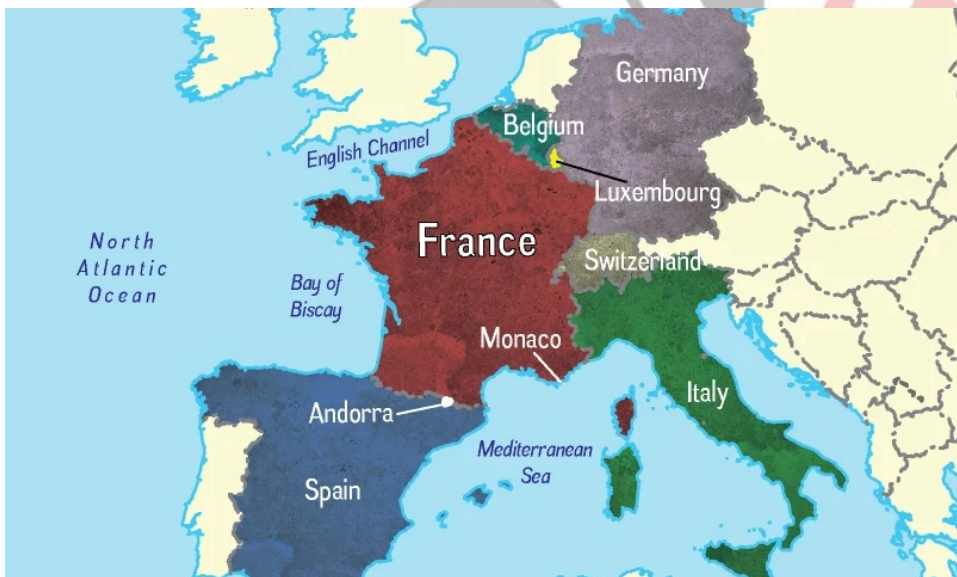 Germany
Belgium
English Channel
Luxembourg
France
North
Atlantic
Ocean
Switzerland
Bay of
Biscay
Monaco
Italy
Andorra
Mediterranean
Sea
Spain